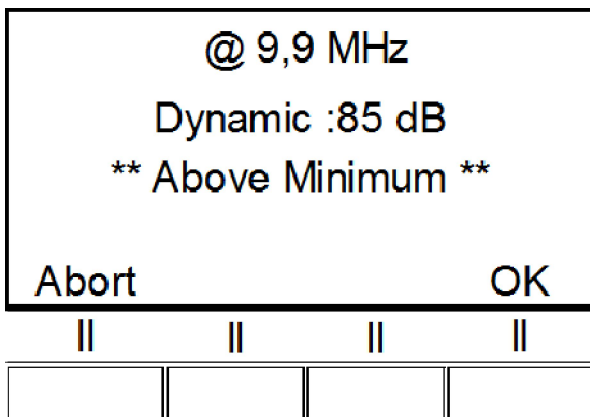 @ 9,9 MHz
Dynamic :85 dB
** Above Minimum **
Abort OK